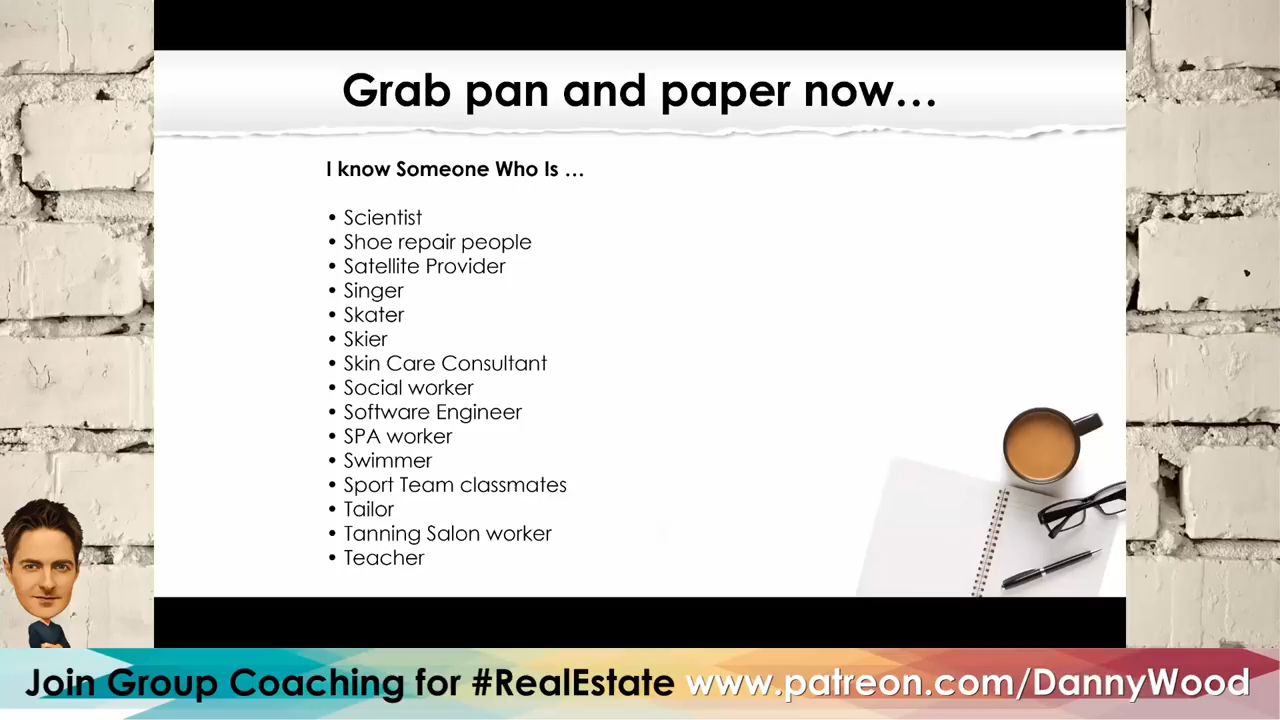 Grab pan and paper now...
I know Someone Who Is ...
• Scientist
• Shoe repair people
• Satellite Provider
• Singer
• Skater
• Skier
• Skin Care Consultant
• Social worker
• Software Engineer
• SPA worker
• Swimmer
• Sport Team classmates
• Tailor
• Tanning Salon worker
• Teacher
Join Group Coaching for #RealEstate www.patreon.com/DannyWood